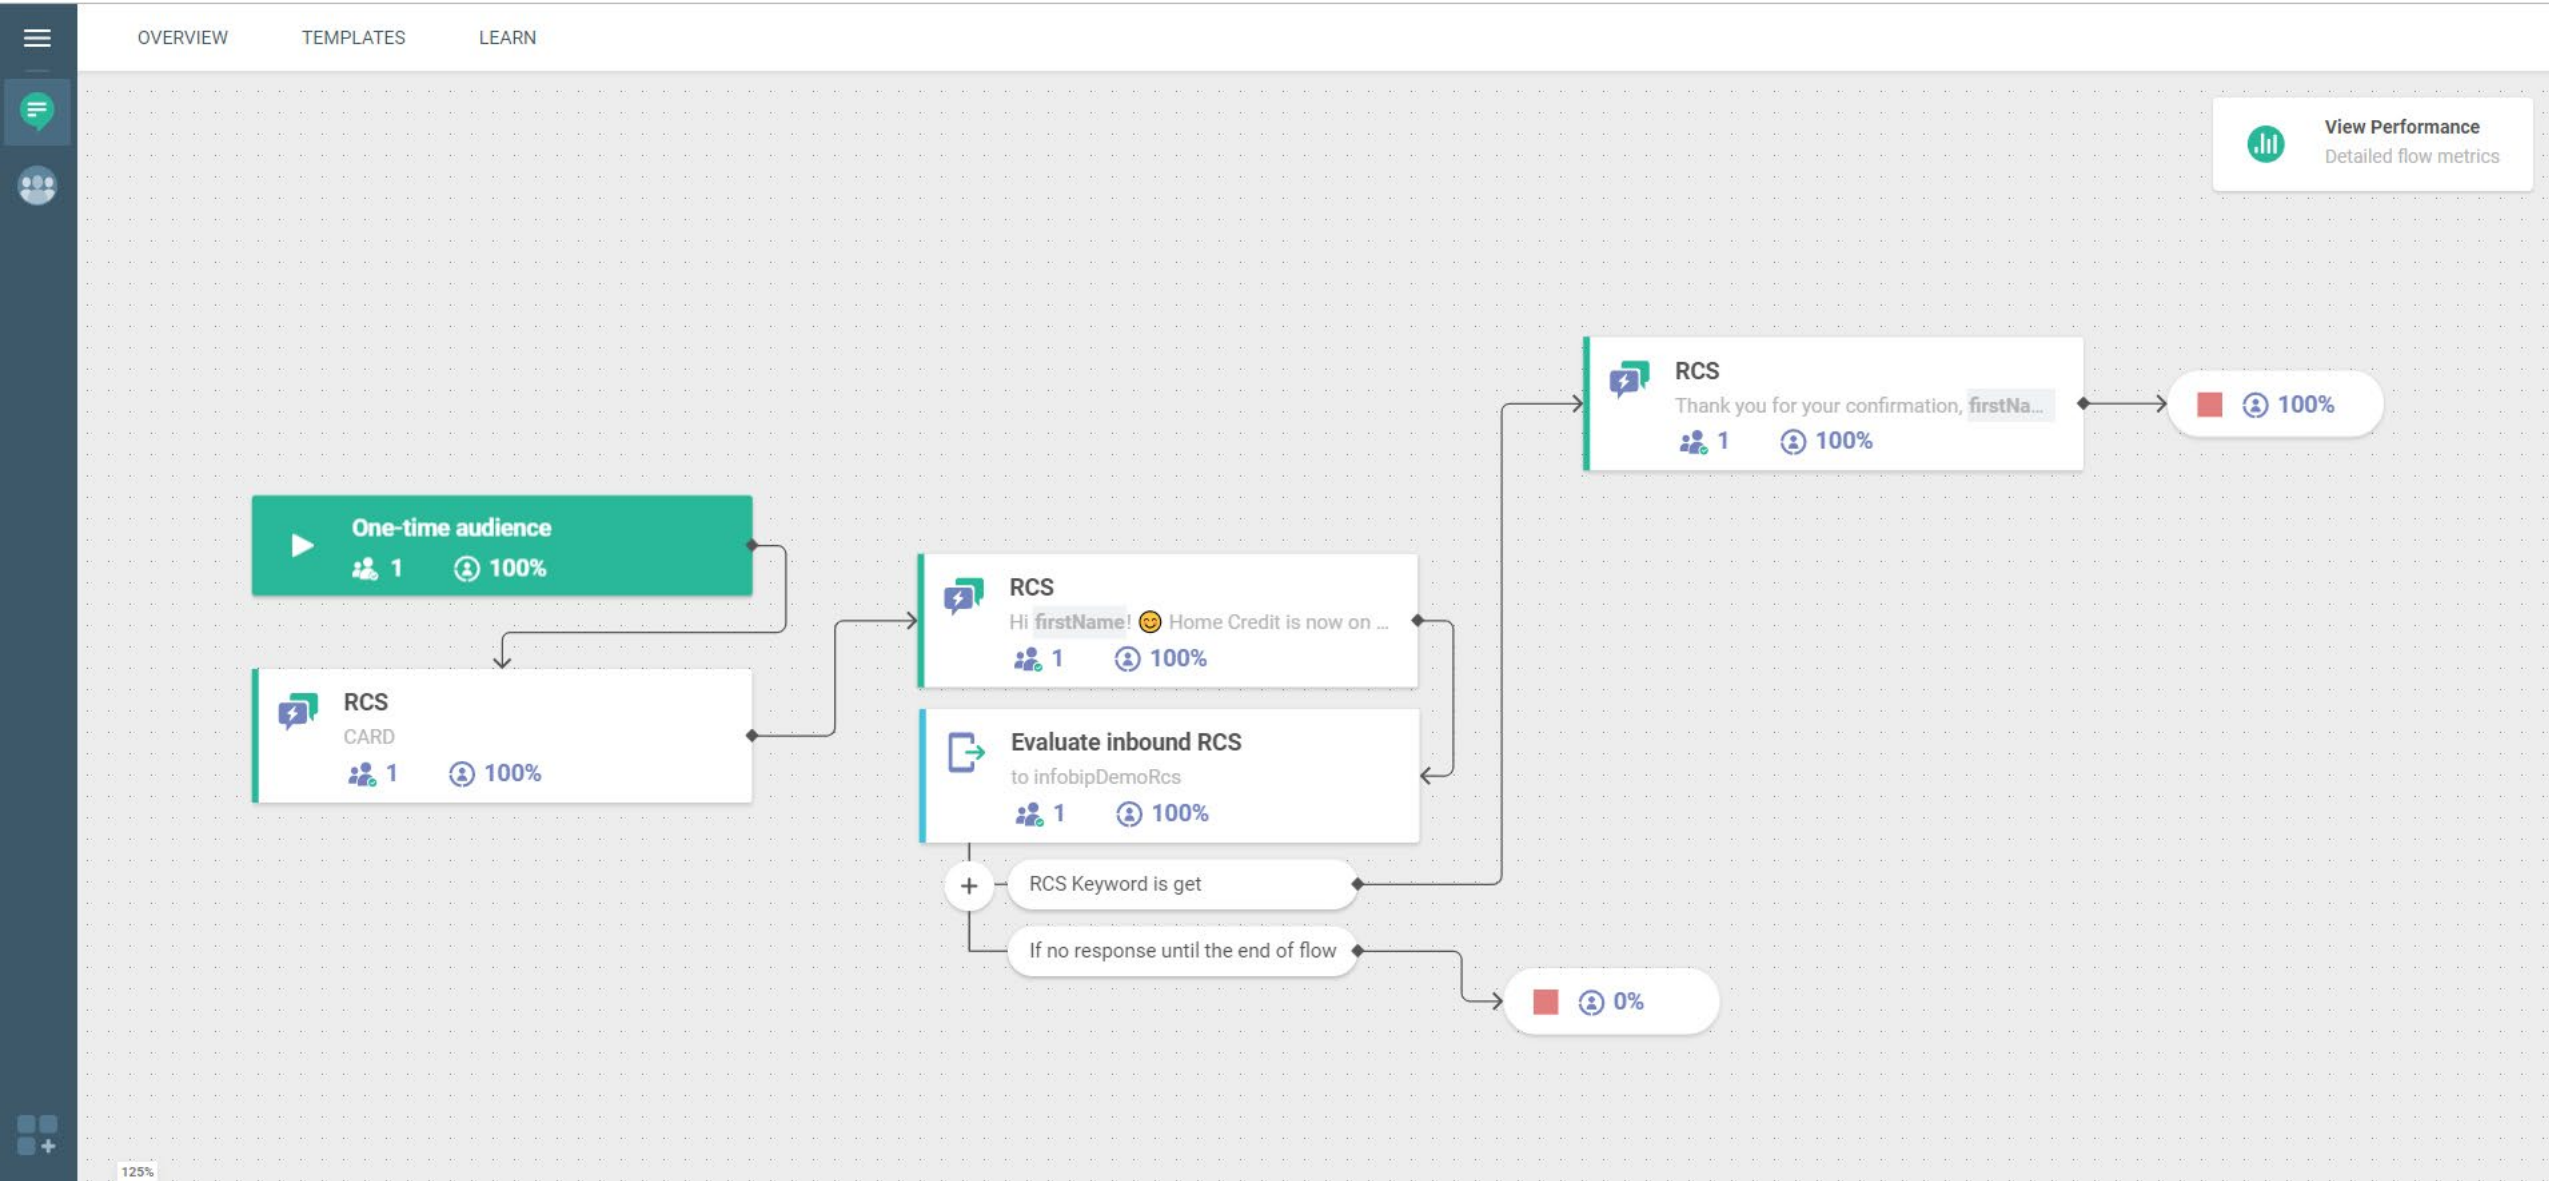 OVERVIEW TEMPLATES LEARN
View Performance
Detailed flow metrics
RCS
Thank you for your confirmation, firstNa...
1 100%
100%
One-time audience
1 100%
RCS
Hi firstName! 😊 Home Credit is now on ...
1 100%
RCS
CARD
1 100%
Evaluate inbound RCS
to infobipDemoRcs
1 100%
+ RCS Keyword is get
If no response until the end of flow
0%
125%